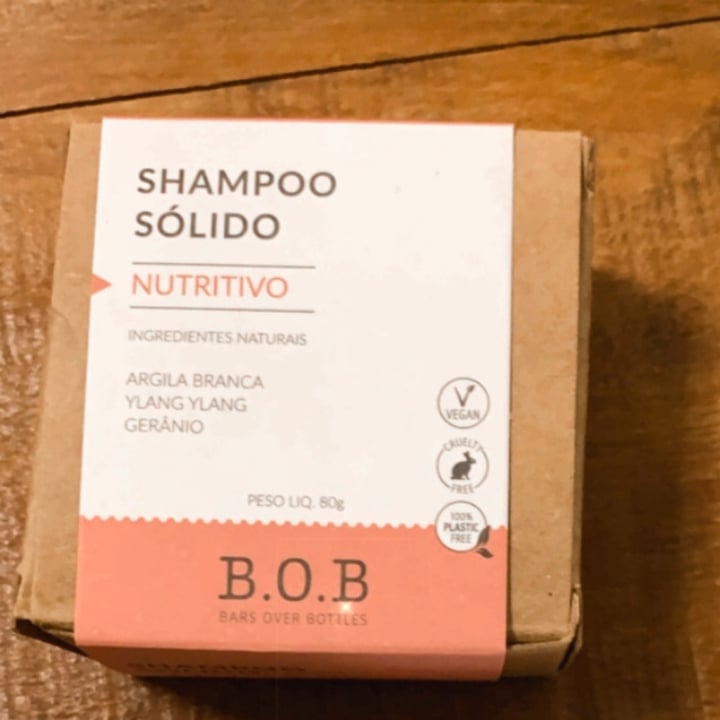 SHAMPOO
SÓLIDO
NUTRITIVO
INGREDIENTES NATURAIS
ARGILA BRANCA
YLANG YLANG
GERÂNIO
VEGAN
CRUELTY
FREE
PESO LIQ. 80g
100%
PLASTIC
FREE
B.O.B
BARS OVER BOTTLES
SHAMPOO